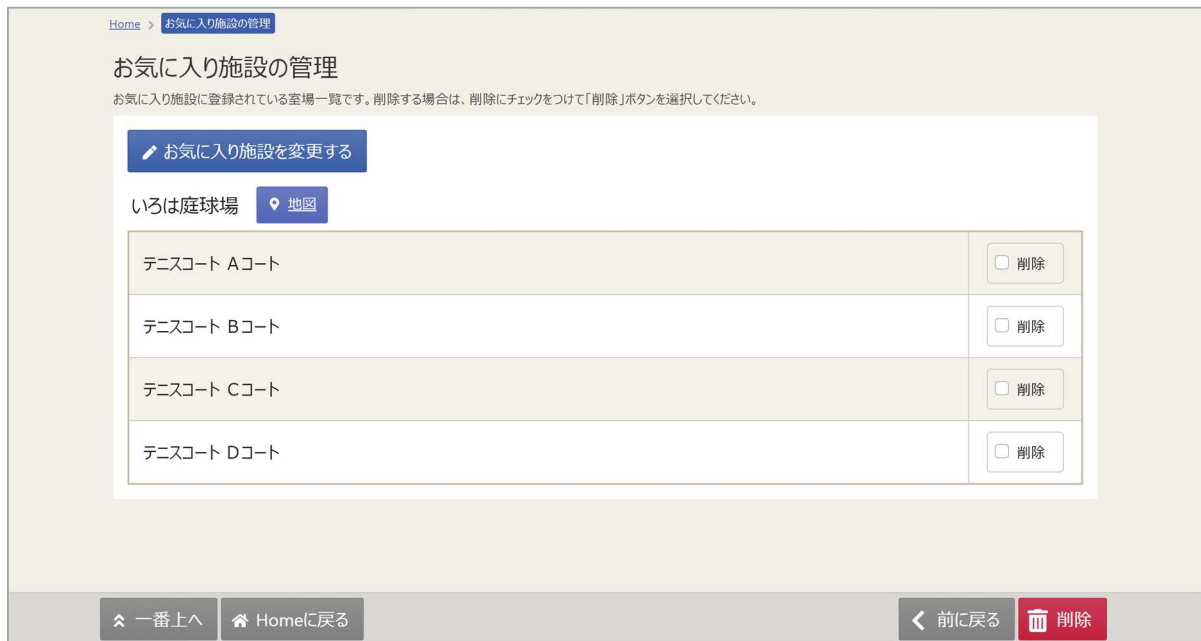 Home > お気に入り施設の管理
お気に入り施設の管理
お気に入り施設に登録されている室場一覧です。削除する場合は、削除にチェックをつけて「削除」ボタンを選択してください。
お気に入り施設を変更する
いろは庭球場 地図
テニスコート Aコート 削除
テニスコート Bコート 削除
テニスコート Cコート 削除
テニスコート Dコート 削除
一番上へ Homeに戻る 前に戻る 削除